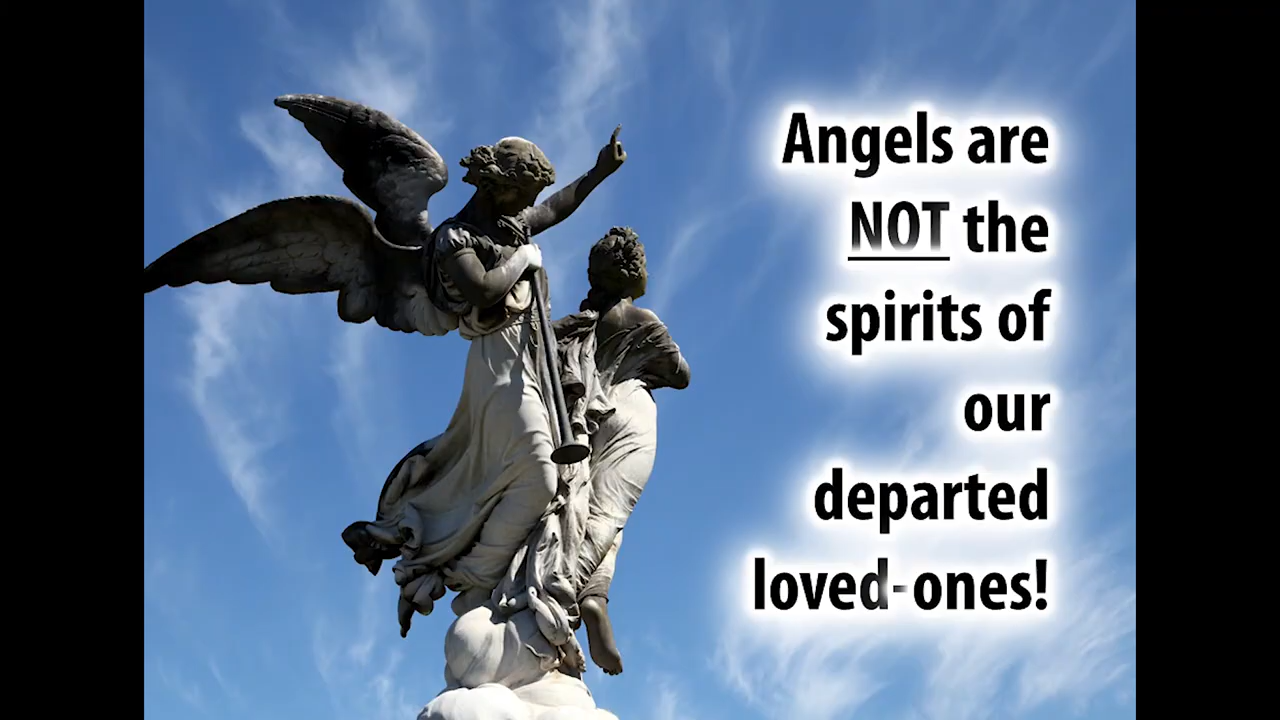 Angels are
NOT the
spirits of
our
departed
loved-ones!